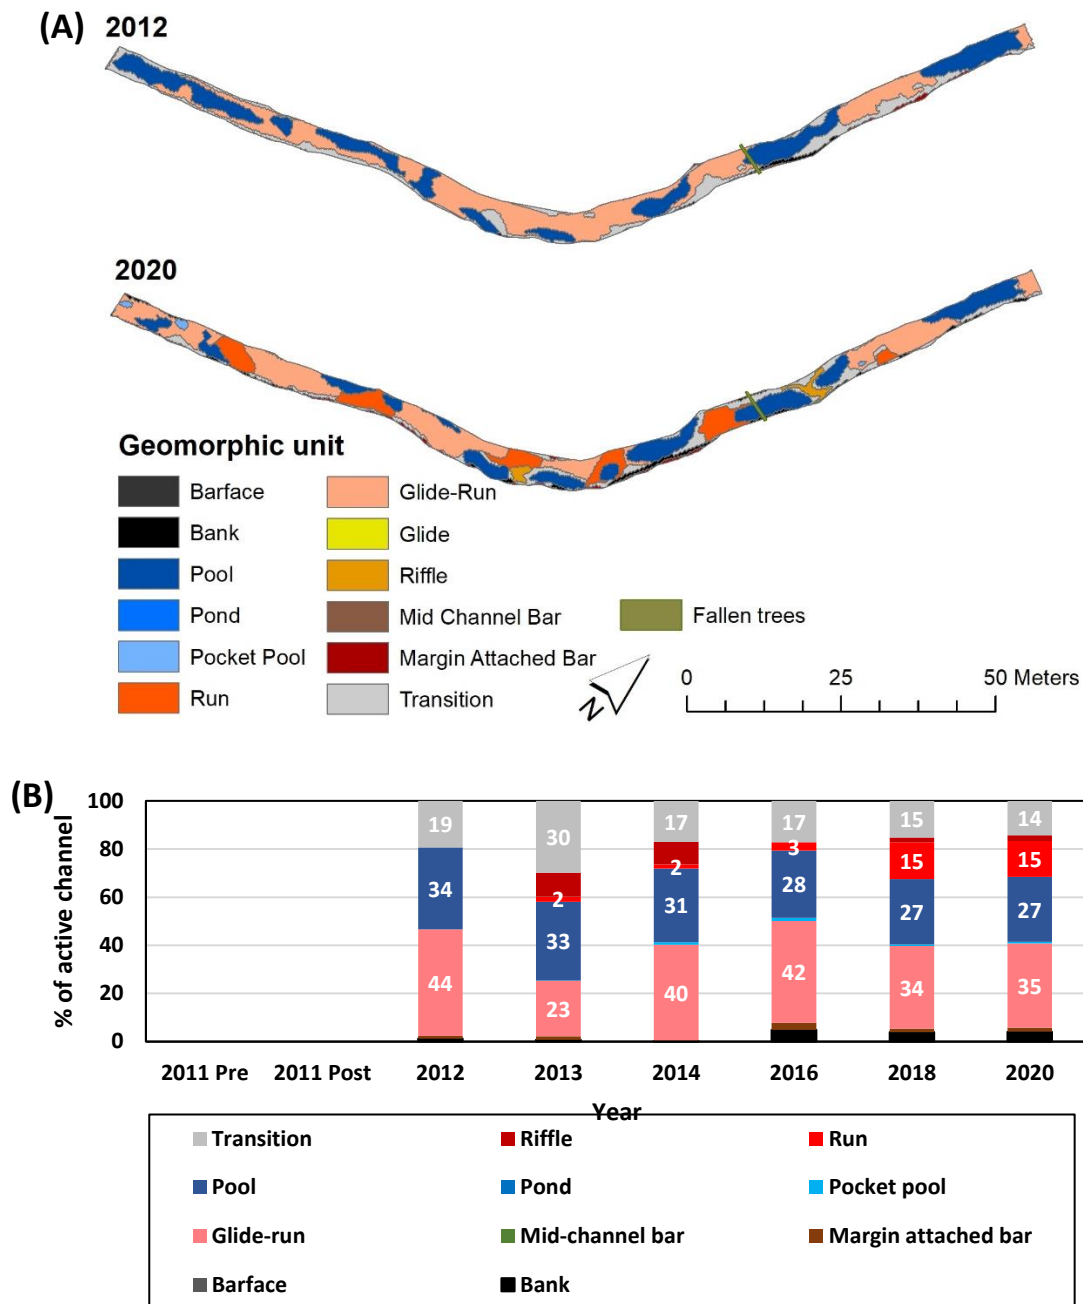 (A) 2012
2020
Geomorphic unit
Barface
Bank
Pool
Pond
Pocket Pool
Run
Glide-Run
Glide
Riffle
Mid Channel Bar
Margin Attached Bar
Transition
Fallen trees
N
0 25 50 Meters
(B)
% of active channel
100
80
60
40
20
0
19 30 17 17 15 14
2 2 3 15 15
34 33 31 28 27 27
44 23 40 42 34 35
2011 Pre 2011 Post 2012 2013 2014 2016 2018 2020
Year
Transition Riffle Run
Pool Pond Pocket pool
Glide-run Mid-channel bar Margin attached bar
Barface Bank